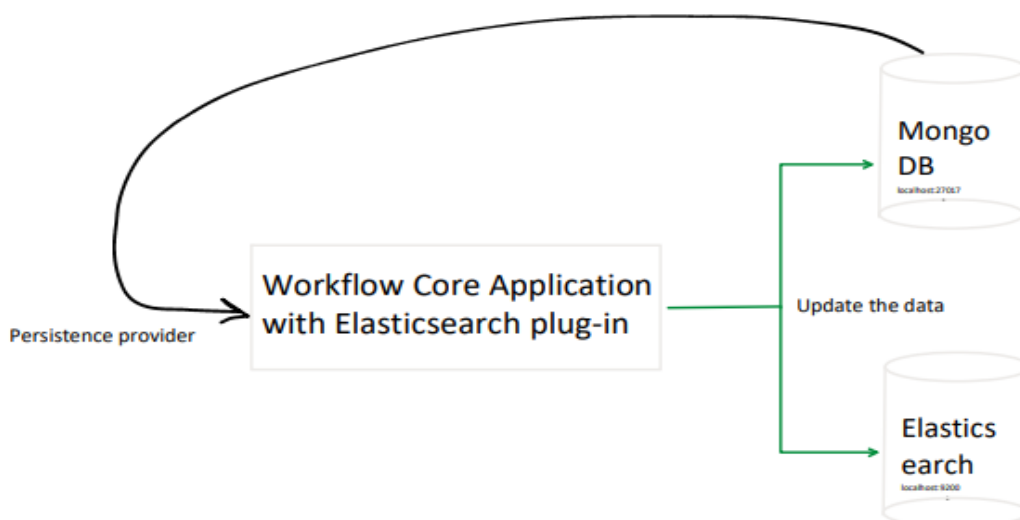 Mongo
DB
localhost:27017
Workflow Core Application
with Elasticsearch plug-in
Update the data
Persistence provider
Elastics
earch
localhost:9200